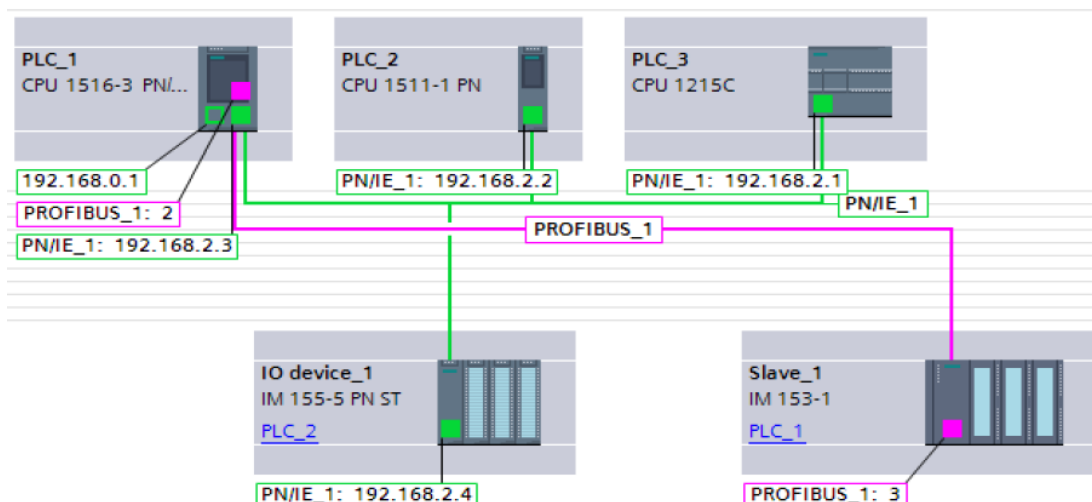 PLC_1
CPU 1516-3 PN/...
PLC_2
CPU 1511-1 PN
PLC_3
CPU 1215C
192.168.0.1
PROFIBUS_1: 2
PN/IE_1: 192.168.2.3
PN/IE_1: 192.168.2.2
PN/IE_1: 192.168.2.1
PN/IE_1
PROFIBUS_1
IO device_1
IM 155-5 PN ST
PLC_2
PN/IE_1: 192.168.2.4
Slave_1
IM 153-1
PLC_1
PROFIBUS_1: 3